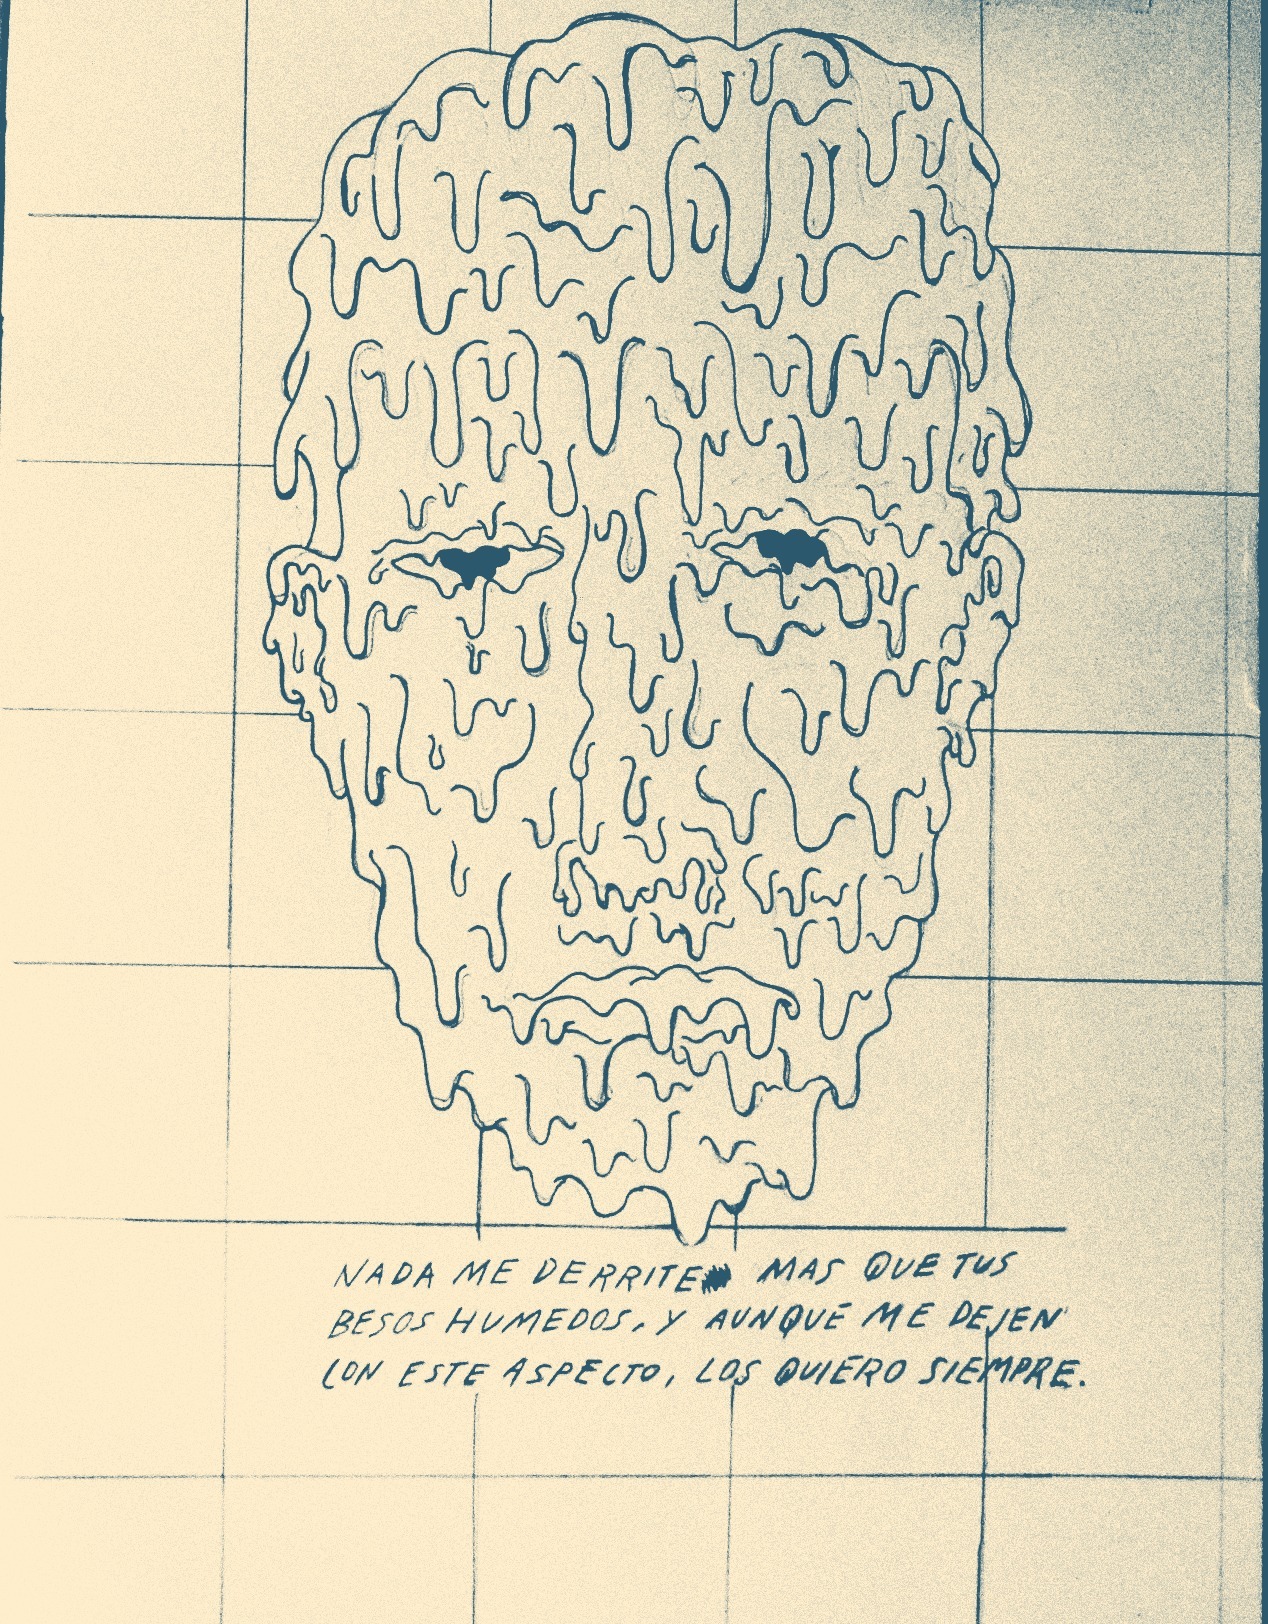 NADA ME DERRITE MAS QUE TUS
BESOS HUMEDOS, Y AUNQUE ME DEJEN
CON ESTE ASPECTO, LOS QUIERO SIEMPRE.